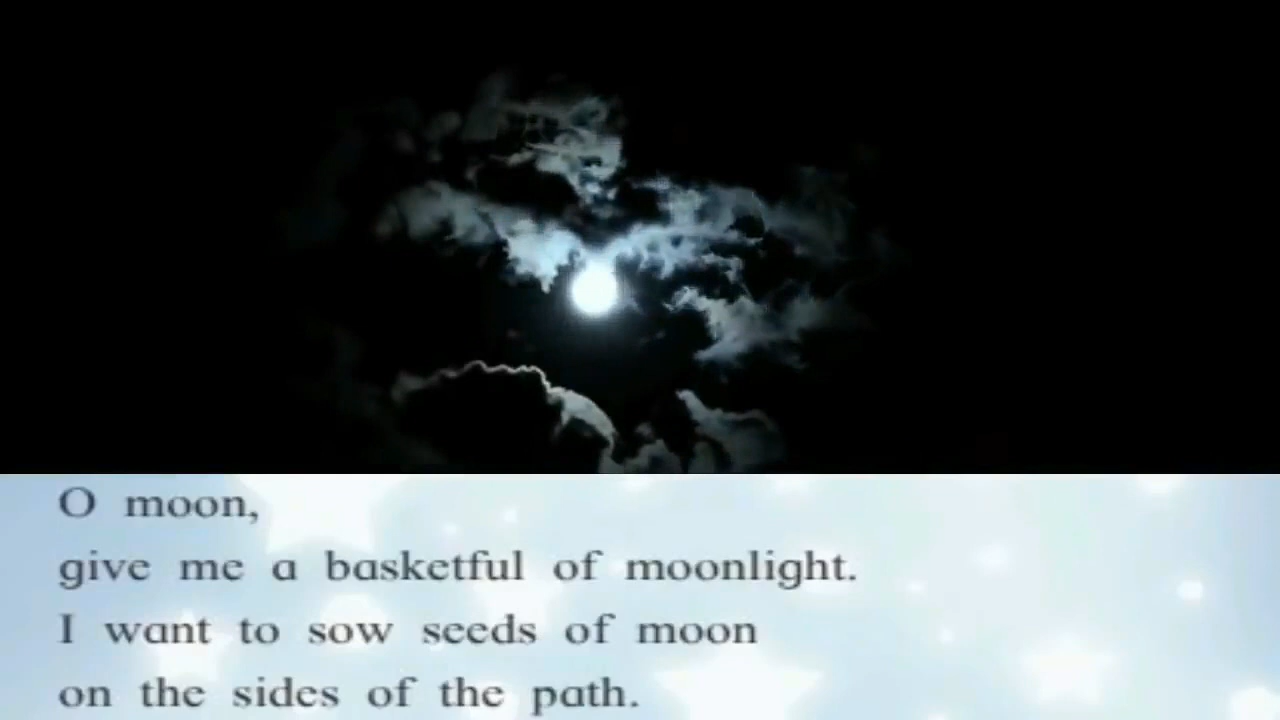 O moon,
give me a basketful of moonlight.
I want to sow seeds of moon
on the sides of the path.